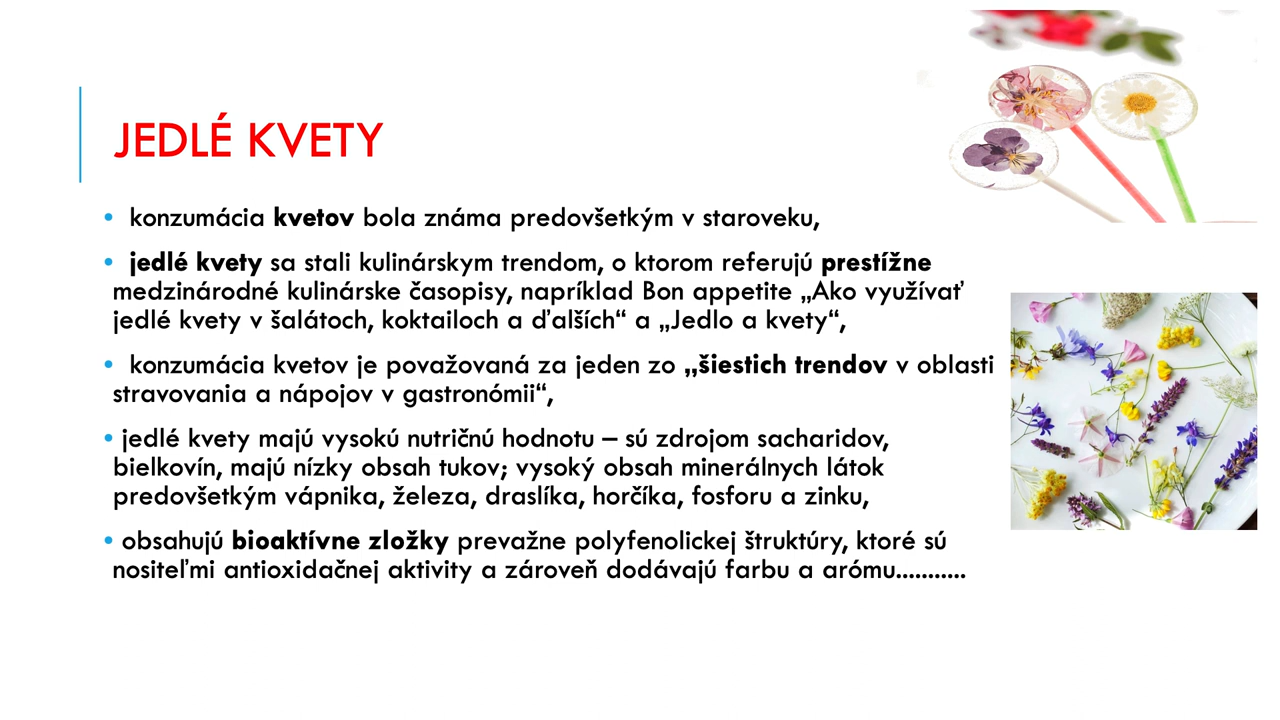 JEDLÉ KVETY
• konzumácia kvetov bola známa predovšetkým v staroveku,
• jedlé kvety sa stali kulinárskym trendom, o ktorom referujú prestížne
medzinárodné kulinárske časopisy, napríklad Bon appetite „Ako využívať
jedlé kvety v šalátoch, koktailoch a ďalších“ a „Jedlo a kvety“,
• konzumácia kvetov je považovaná za jeden zo „šiestich trendov v oblasti
stravovania a nápojov v gastronómii“,
• jedlé kvety majú vysokú nutričnú hodnotu – sú zdrojom sacharidov,
bielkovín, majú nízky obsah tukov; vysoký obsah minerálnych látok
predovšetkým vápnika, železa, draslíka, horčíka, fosforu a zinku,
• obsahujú bioaktívne zložky prevažne polyfenolickej štruktúry, ktoré sú
nositeľmi antioxidačnej aktivity a zároveň dodávajú farbu a arómu...........